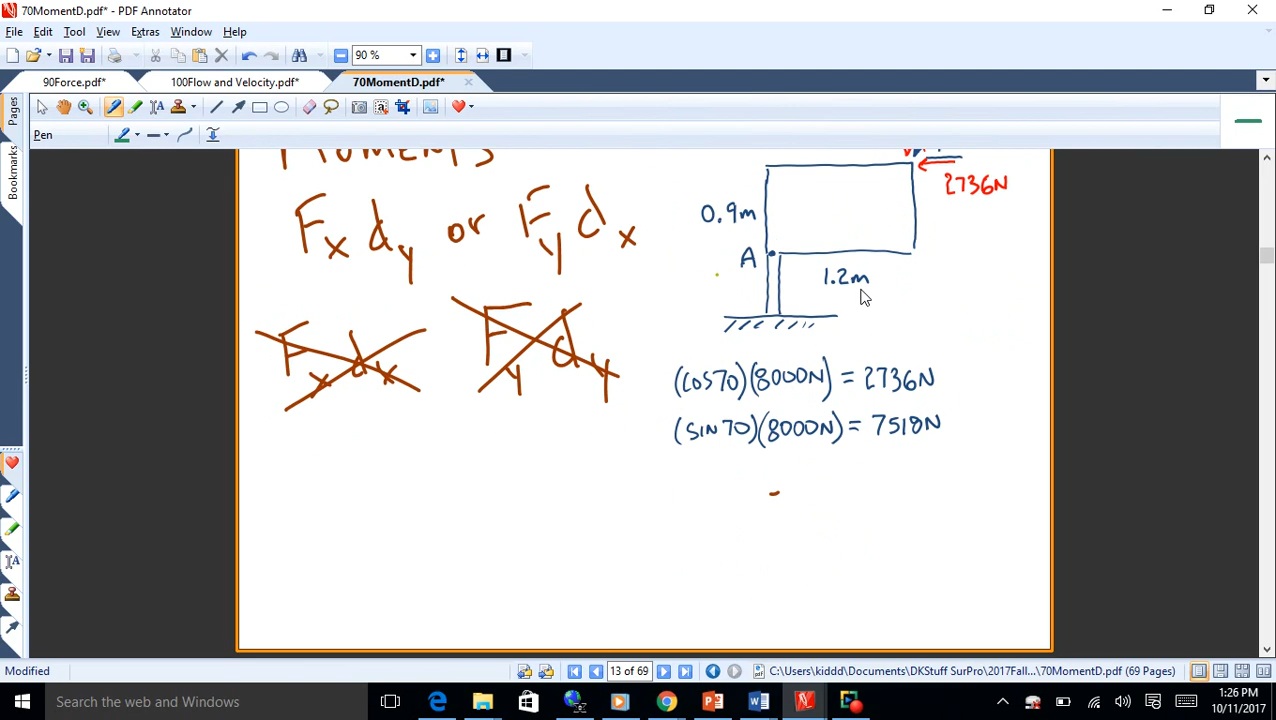 70MomentD.pdf* - PDF Annotator
File Edit Tool Extras Window Help
90 %
90Force.pdf* 100Flow and Velocity.pdf* 70MomentD.pdf*
Pen
Pages
Bookmarks
Moments
2736N
0.9m
Fx dy or Fy dx
A
1.2m
Fx dx Fy dy
(cos70)(8000N) = 2736N
(sin70)(8000N) = 7518N
-
Modified
13 of 69
C:\Users\kiddd\Documents\DKStuff SurPro\2017Fall...\70MomentD.pdf (69 Pages)
Search the web and Windows
1:26 PM
10/11/2017